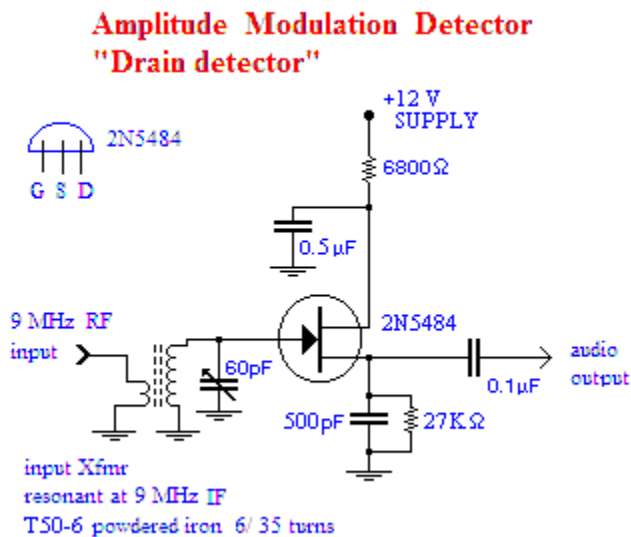 Amplitude Modulation Detector
"Drain detector"
+12 V
SUPPLY
2N5484
6800Ω
G S D
0.5µF
9 MHz RF
input
2N5484
60pF
audio
output
0.1µF
500pF
27KΩ
input Xfmr
resonant at 9 MHz IF
T50-6 powdered iron 6/ 35 turns